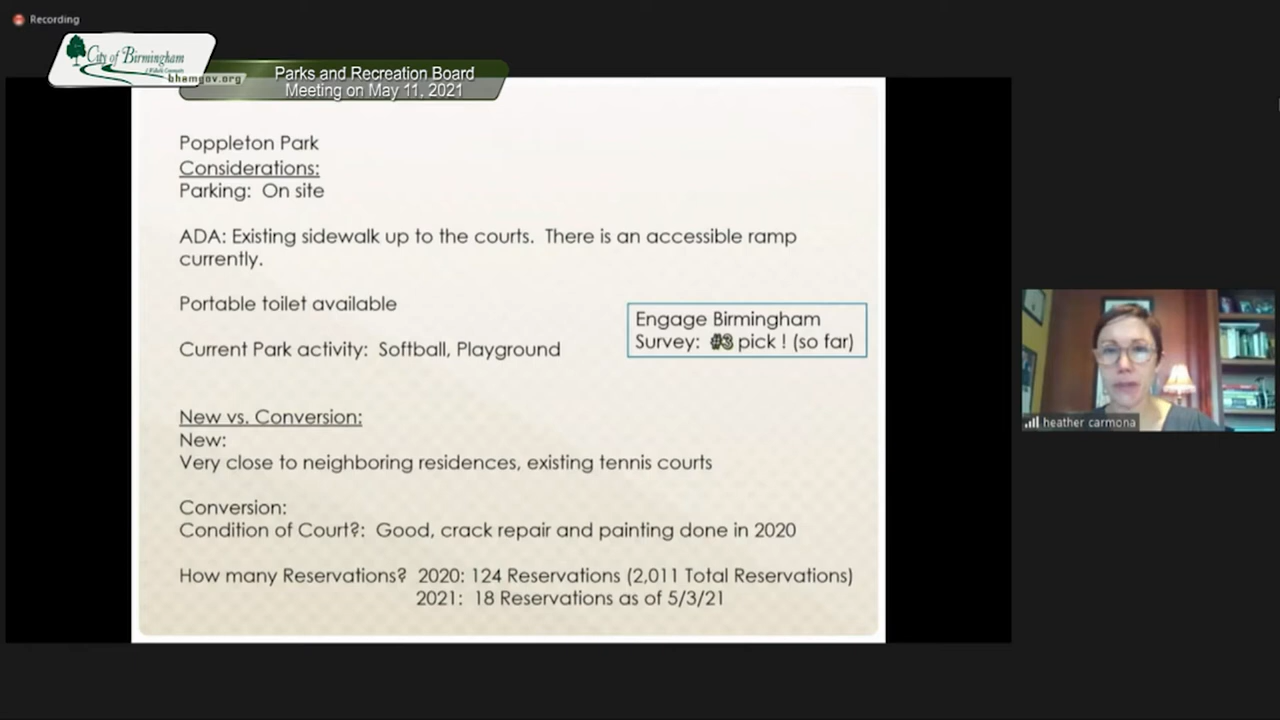 Recording
City of Birmingham
bhamgov.org
Parks and Recreation Board
Meeting on May 11, 2021
Poppleton Park
Considerations:
Parking: On site
ADA: Existing sidewalk up to the courts. There is an accessible ramp
currently.
Portable toilet available
Engage Birmingham
Survey: #3 pick ! (so far)
Current Park activity: Softball, Playground
New vs. Conversion:
New:
Very close to neighboring residences, existing tennis courts
Conversion:
Condition of Court?: Good, crack repair and painting done in 2020
How many Reservations? 2020: 124 Reservations (2,011 Total Reservations)
2021: 18 Reservations as of 5/3/21
heather carmona